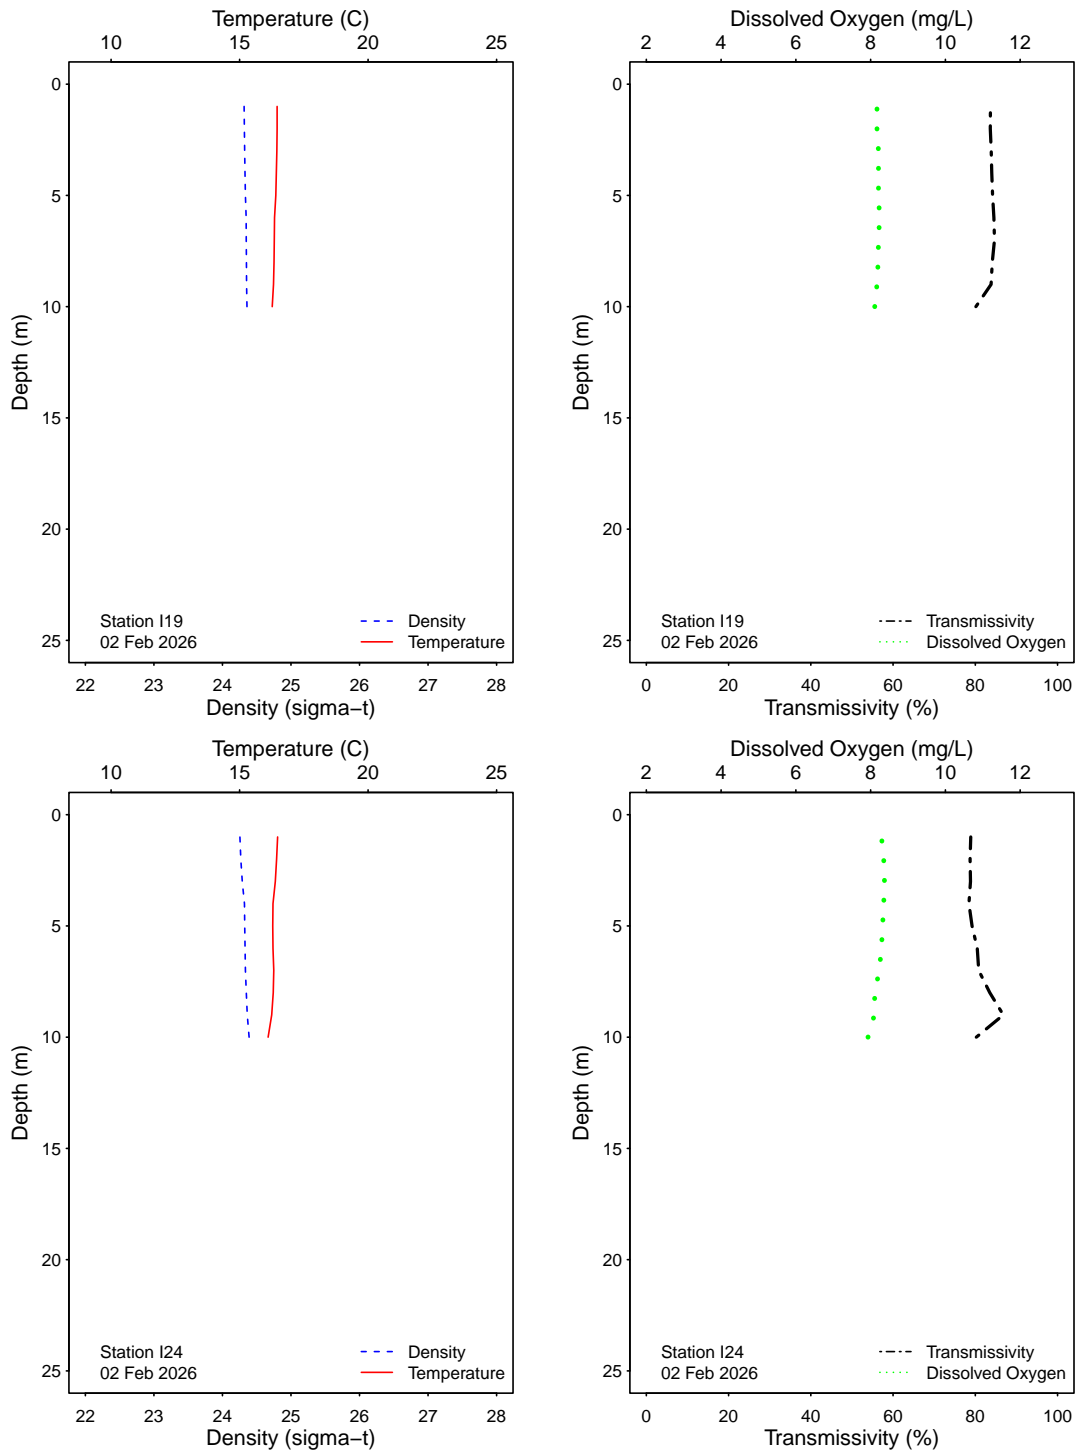 Temperature (C)
10 15 20 25
0
5
10
15
20
25
Depth (m)
Station I19
02 Feb 2026
Density
Temperature
22 23 24 25 26 27 28
Density (sigma−t)
Dissolved Oxygen (mg/L)
2 4 6 8 10 12
0
5
10
15
20
25
Depth (m)
Station I19
02 Feb 2026
Transmissivity
Dissolved Oxygen
0 20 40 60 80 100
Transmissivity (%)
Temperature (C)
10 15 20 25
0
5
10
15
20
25
Depth (m)
Station I24
02 Feb 2026
Density
Temperature
22 23 24 25 26 27 28
Density (sigma−t)
Dissolved Oxygen (mg/L)
2 4 6 8 10 12
0
5
10
15
20
25
Depth (m)
Station I24
02 Feb 2026
Transmissivity
Dissolved Oxygen
0 20 40 60 80 100
Transmissivity (%)